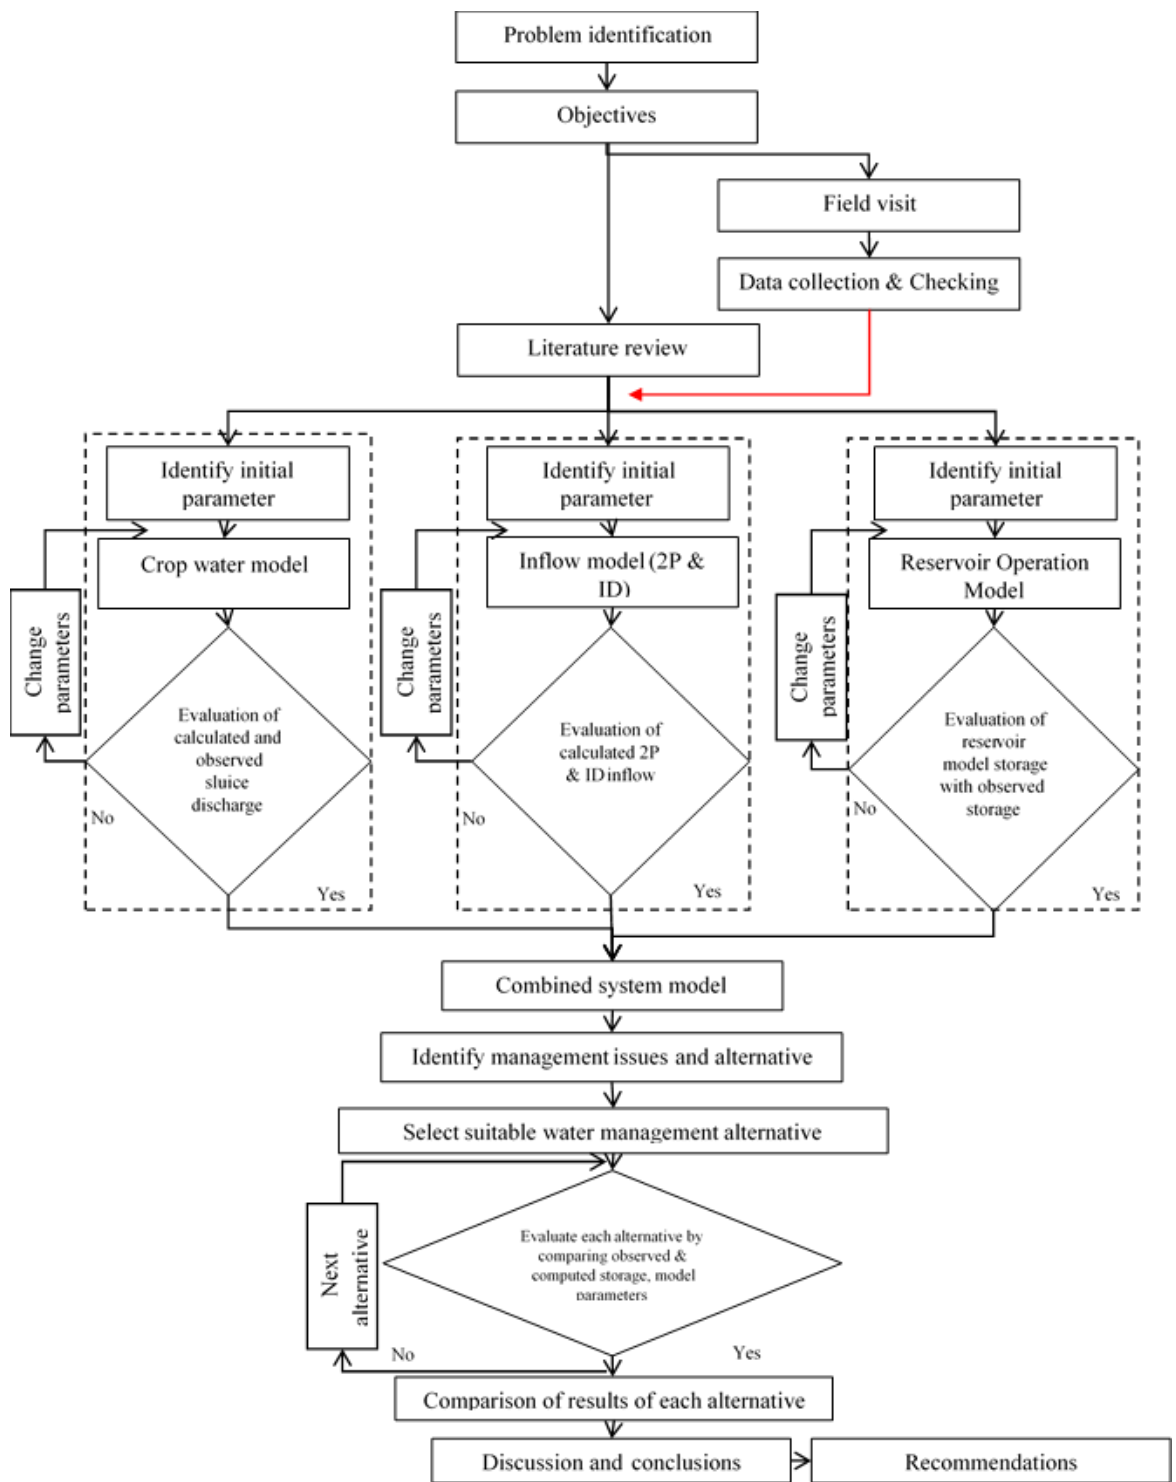 Problem identification
Objectives
Field visit
Data collection & Checking
Literature review
Identify initial
parameter
Crop water model
Change
parameters
Evaluation of
calculated and
observed
sluice
discharge
No
Yes
Identify initial
parameter
Inflow model (2P &
ID)
Change
parameters
Evaluation of
calculated 2P
& ID inflow
No
Yes
Identify initial
parameter
Reservoir Operation
Model
Change
parameters
Evaluation of
reservoir
model storage
with observed
storage
No
Yes
Combined system model
Identify management issues and alternative
Select suitable water management alternative
Next
alternative
Evaluate each alternative by
comparing observed &
computed storage, model
parameters
No
Yes
Comparison of results of each alternative
Discussion and conclusions
Recommendations